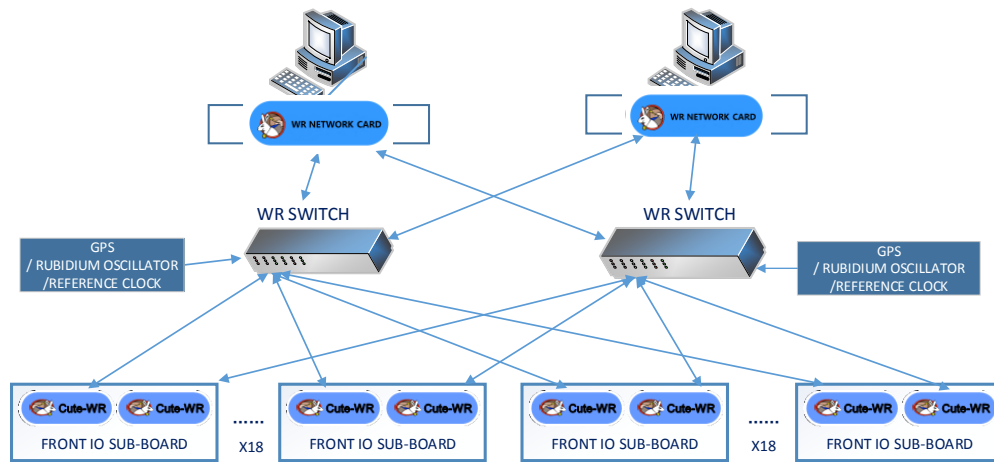 WR NETWORK CARD
WR NETWORK CARD
WR SWITCH
WR SWITCH
GPS
/ RUBIDIUM OSCILLATOR
/REFERENCE CLOCK
GPS
/ RUBIDIUM OSCILLATOR
/REFERENCE CLOCK
Cute-WR Cute-WR
FRONT IO SUB-BOARD
......
X18
Cute-WR Cute-WR
FRONT IO SUB-BOARD
Cute-WR Cute-WR
FRONT IO SUB-BOARD
......
X18
Cute-WR Cute-WR
FRONT IO SUB-BOARD